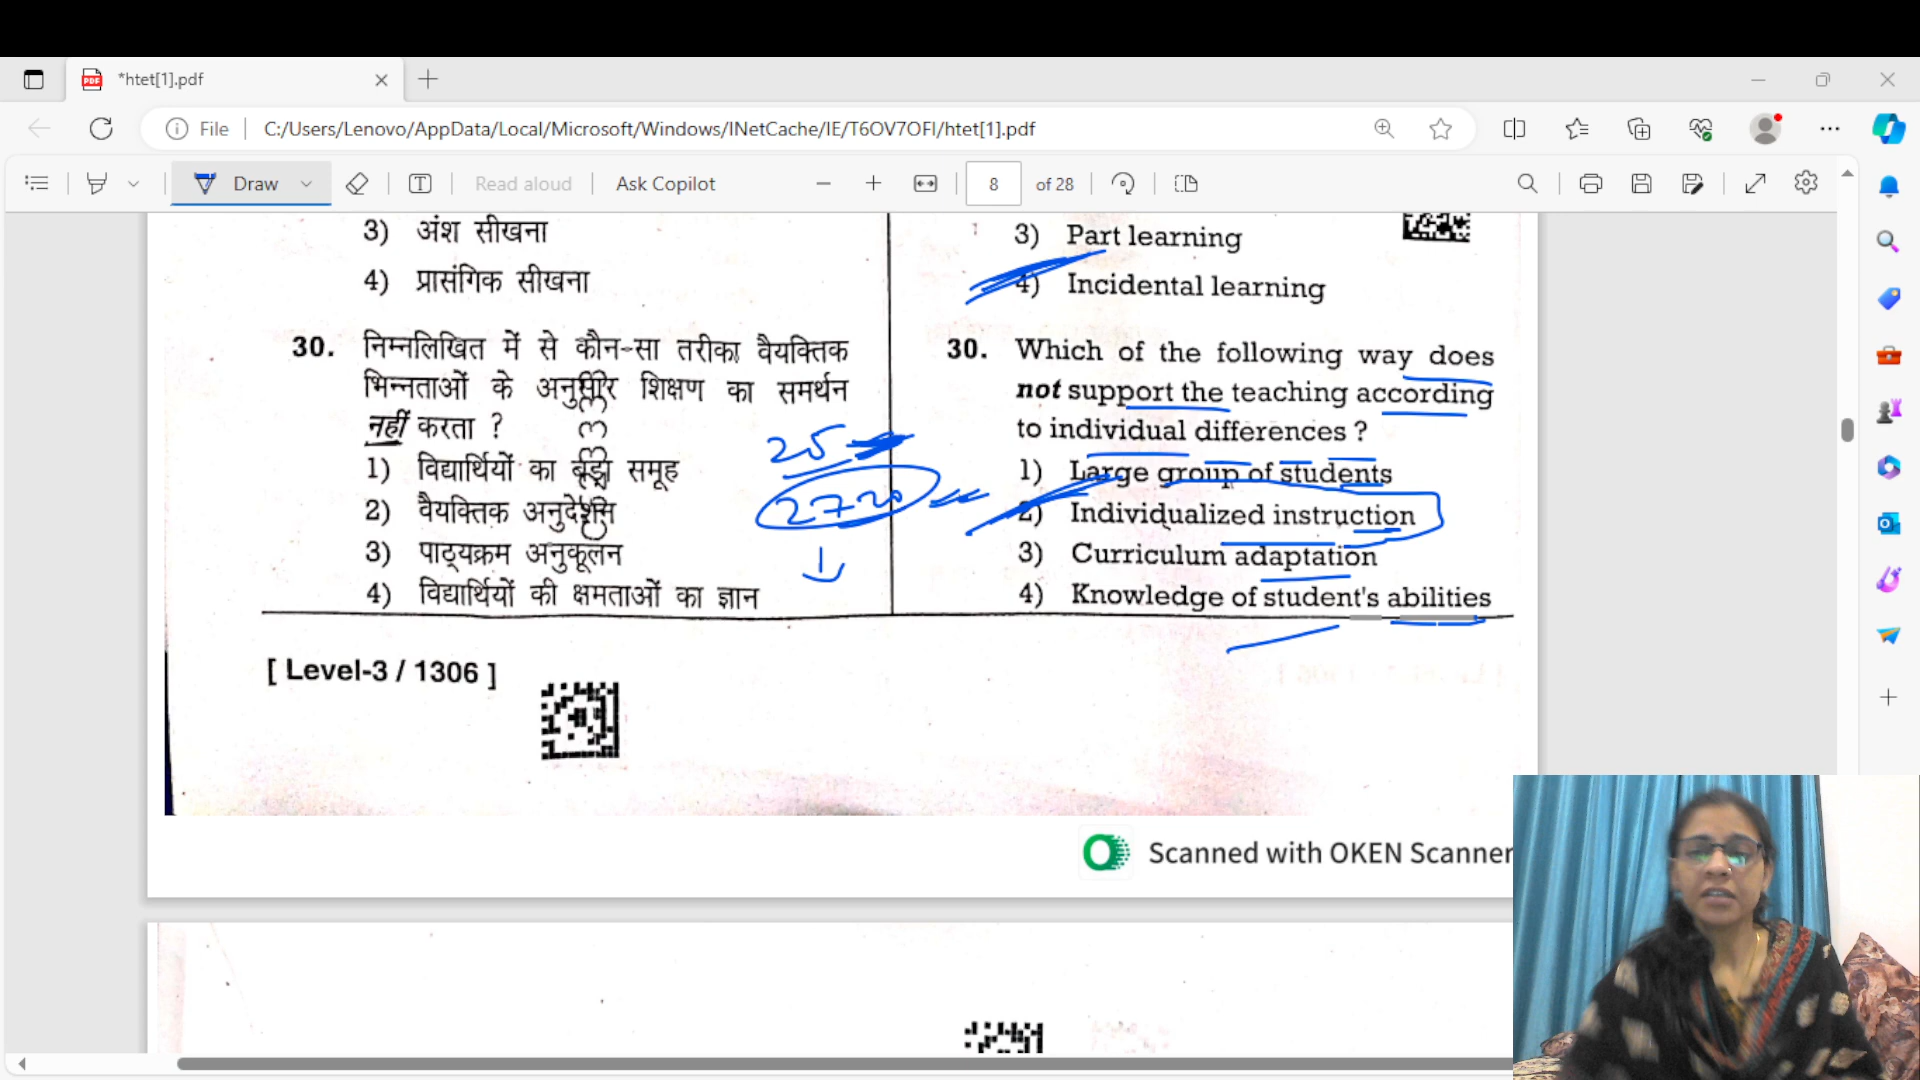 *htet[1].pdf
File
C:/Users/Lenovo/AppData/Local/Microsoft/Windows/INetCache/IE/T6OV7OFI/htet[1].pdf
Draw
Read aloud
Ask Copilot
8
of 28
3) अंश सीखना
4) प्रासंगिक सीखना
30. निम्नलिखित में से कौन-सा तरीका वैयक्तिक
भिन्नताओं के अनुसार शिक्षण का समर्थन
नहीं करता ?
1) विद्यार्थियों का बड़ा समूह
2) वैयक्तिक अनुदेशन
3) पाठ्यक्रम अनुकूलन
4) विद्यार्थियों की क्षमताओं का ज्ञान
25
[ Level-3 / 1306 ]
3) Part learning
4) Incidental learning
30. Which of the following way does
not support the teaching according
to individual differences ?
1) Large group of students
2) Individualized instruction
3) Curriculum adaptation
4) Knowledge of student's abilities
Scanned with OKEN Scanner